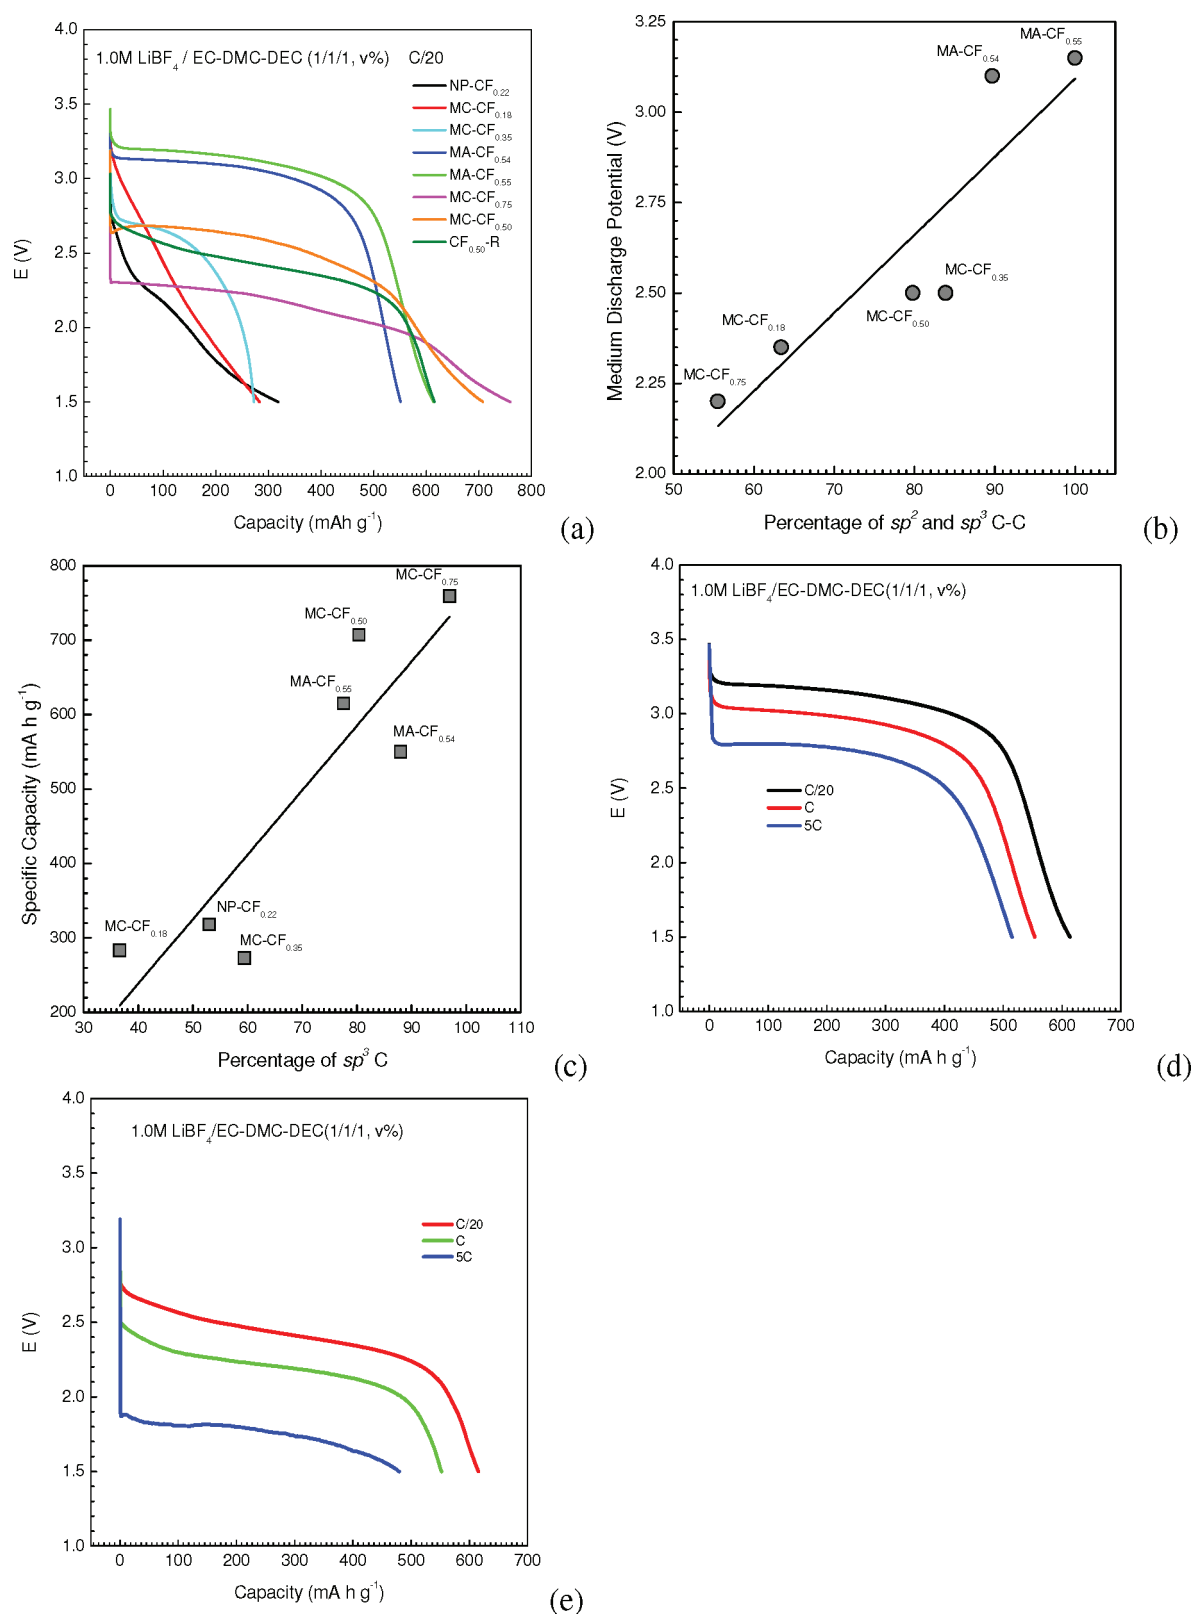 4.0
3.5
3.0
2.5
2.0
1.5
1.0
E (V)
1.0M LiBF4 / EC-DMC-DEC (1/1/1, v%) C/20
NP-CF0.22
MC-CF0.18
MC-CF0.35
MA-CF0.54
MA-CF0.55
MC-CF0.75
MC-CF0.50
CF0.50-R
0 100 200 300 400 500 600 700 800
Capacity (mAh g-1)
(a)
3.25
3.00
2.75
2.50
2.25
2.00
Medium Discharge Potential (V)
MA-CF0.54
MA-CF0.55
MC-CF0.35
MC-CF0.50
MC-CF0.18
MC-CF0.75
50 60 70 80 90 100
Percentage of sp2 and sp3 C-C
(b)
800
700
600
500
400
300
200
Specific Capacity (mA h g-1)
MC-CF0.75
MC-CF0.50
MA-CF0.55
MA-CF0.54
NP-CF0.22
MC-CF0.18
MC-CF0.35
30 40 50 60 70 80 90 100 110
Percentage of sp3 C
(c)
4.0
3.5
3.0
2.5
2.0
1.5
1.0
E (V)
1.0M LiBF4/EC-DMC-DEC(1/1/1, v%)
C/20
C
5C
0 100 200 300 400 500 600 700
Capacity (mA h g-1)
(d)
4.0
3.5
3.0
2.5
2.0
1.5
1.0
E (V)
1.0M LiBF4/EC-DMC-DEC(1/1/1, v%)
C/20
C
5C
0 100 200 300 400 500 600 700
Capacity (mA h g-1)
(e)